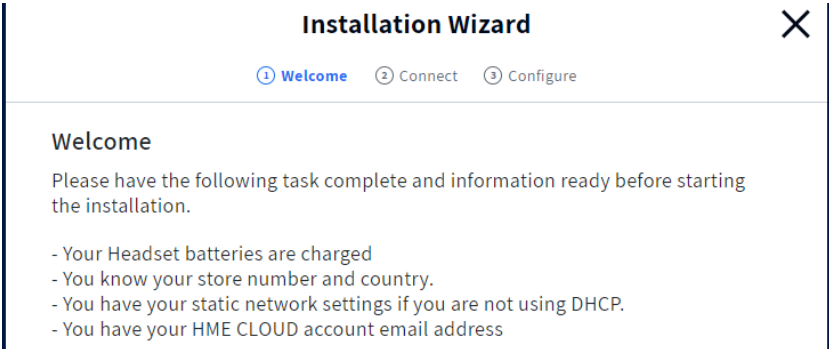 Installation Wizard
1 Welcome 2 Connect 3 Configure
Welcome
Please have the following task complete and information ready before starting
the installation.
- Your Headset batteries are charged
- You know your store number and country.
- You have your static network settings if you are not using DHCP.
- You have your HME CLOUD account email address